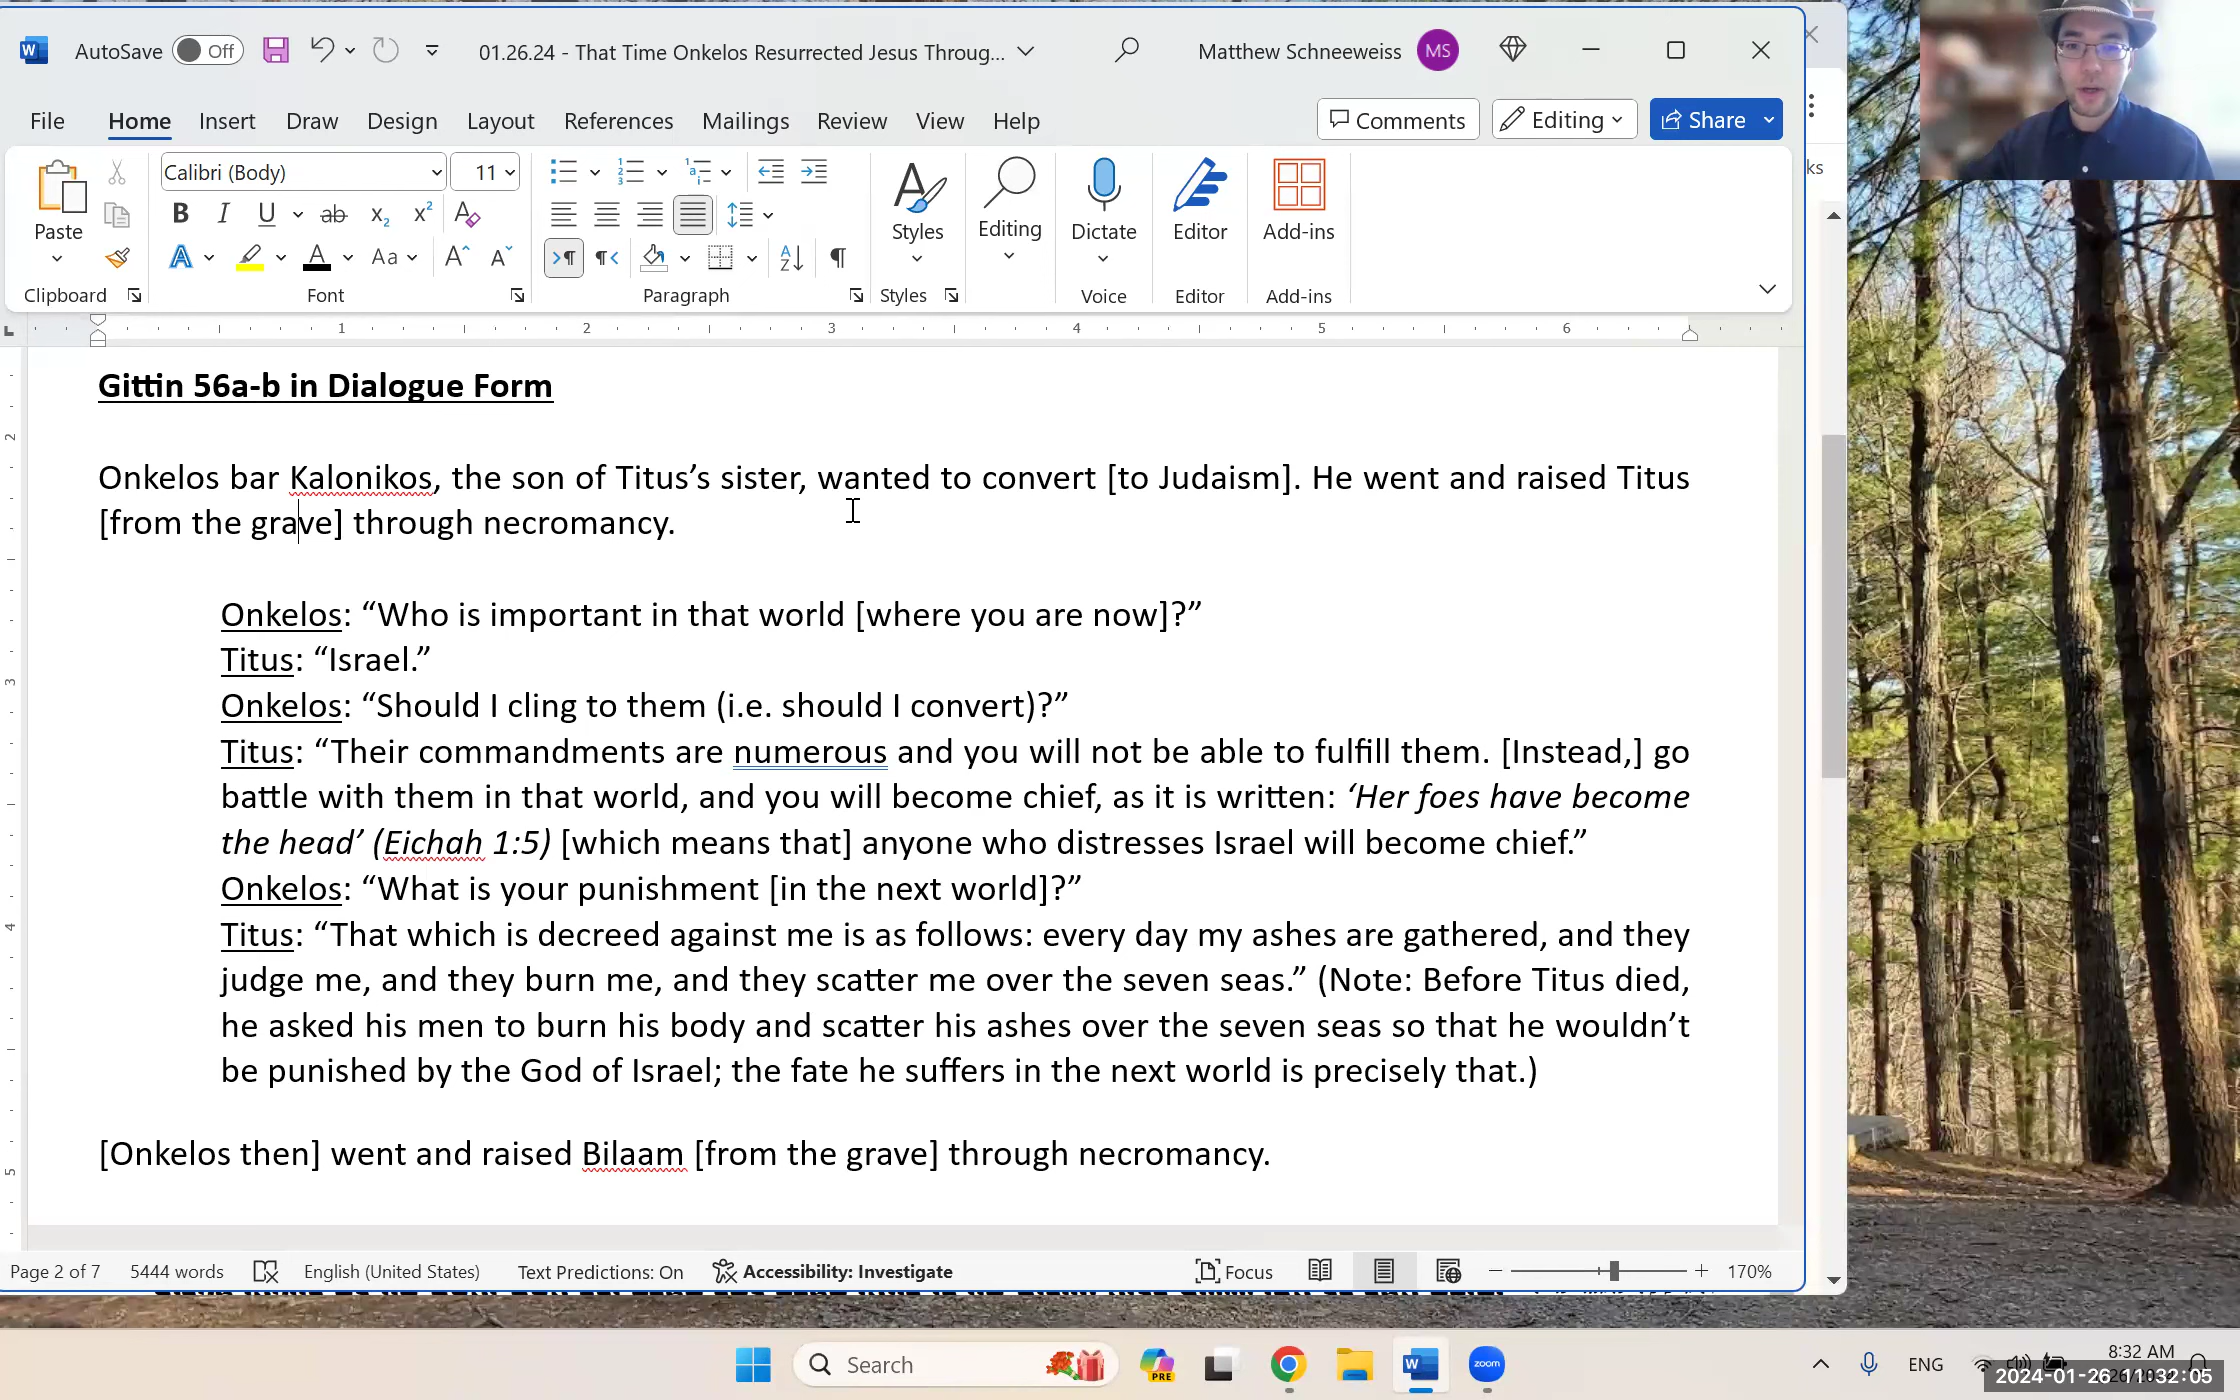 AutoSave Off 01.26.24 - That Time Onkelos Resurrected Jesus Throug... Matthew Schneeweiss MS
File Home Insert Draw Design Layout References Mailings Review View Help Comments Editing Share
Paste
Clipboard
Calibri (Body) 11
Font
Paragraph
Styles
Styles
Editing
Dictate
Voice
Editor
Editor
Add-ins
Add-ins
ks
1 2 3 4 5 6
Gittin 56a-b in Dialogue Form
Onkelos bar Kalonikos, the son of Titus’s sister, wanted to convert [to Judaism]. He went and raised Titus
[from the grave] through necromancy.
Onkelos: “Who is important in that world [where you are now]?”
Titus: “Israel.”
Onkelos: “Should I cling to them (i.e. should I convert)?”
Titus: “Their commandments are numerous and you will not be able to fulfill them. [Instead,] go
battle with them in that world, and you will become chief, as it is written: ‘Her foes have become
the head’ (Eichah 1:5) [which means that] anyone who distresses Israel will become chief.”
Onkelos: “What is your punishment [in the next world]?”
Titus: “That which is decreed against me is as follows: every day my ashes are gathered, and they
judge me, and they burn me, and they scatter me over the seven seas.” (Note: Before Titus died,
he asked his men to burn his body and scatter his ashes over the seven seas so that he wouldn’t
be punished by the God of Israel; the fate he suffers in the next world is precisely that.)
[Onkelos then] went and raised Bilaam [from the grave] through necromancy.
2
3
4
5
Page 2 of 7 5444 words English (United States) Text Predictions: On Accessibility: Investigate Focus 170%
Search PRE zoom ENG 8:32 AM
2024-01-26 11:32:05